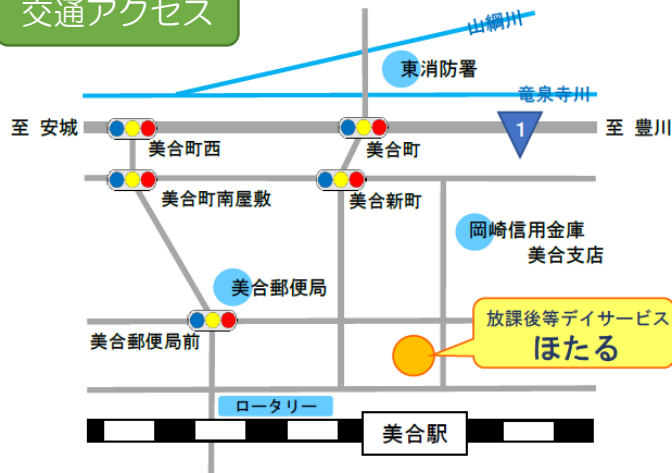 交通アクセス
山綱川
東消防署
竜泉寺川
至 安城
1
至 豊川
美合町西
美合町
美合町南屋敷
美合新町
岡崎信用金庫
美合支店
美合郵便局
放課後等デイサービス
ほたる
美合郵便局前
ロータリー
美合駅